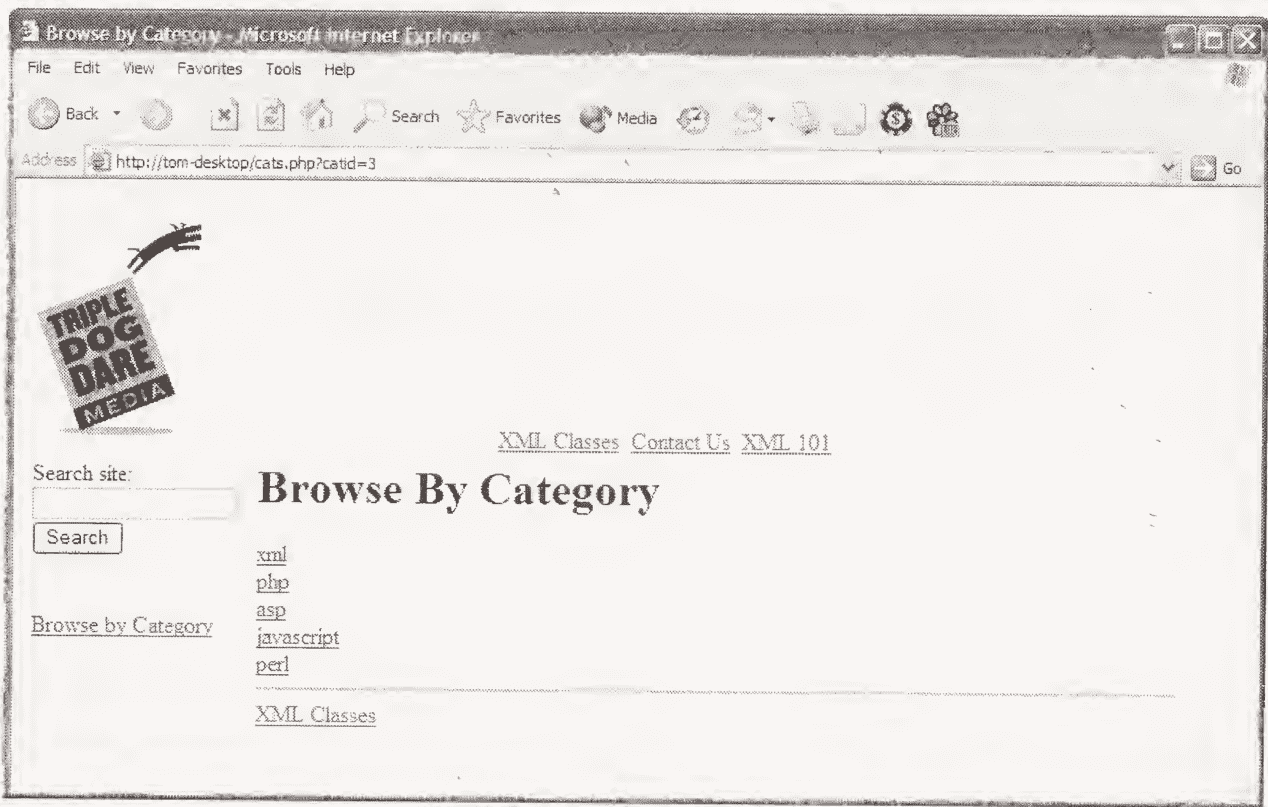 Browse by Category - Microsoft Internet Explorer
File Edit View Favorites Tools Help
Back Search Favorites Media
Address http://tom-desktop/cats.php?catid=3 Go
TRIPLE
DOG
DARE
MEDIA
XML Classes Contact Us XML 101
Search site:
Browse By Category
Search
xml
php
asp
Browse by Category
javascript
perl
XML Classes